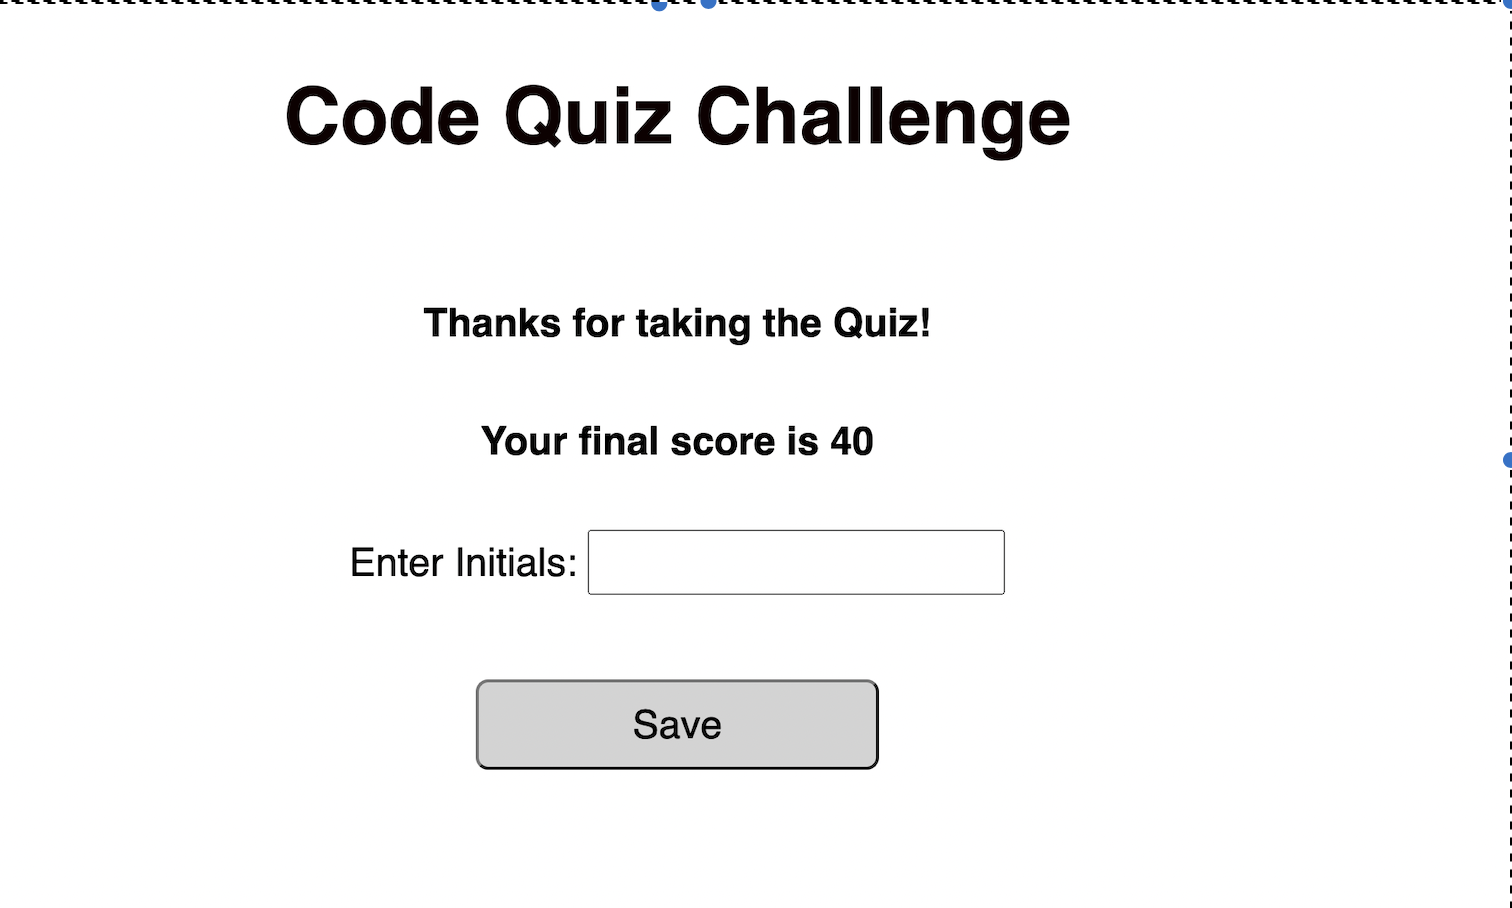 Code Quiz Challenge
Thanks for taking the Quiz!
Your final score is 40
Enter Initials:
Save